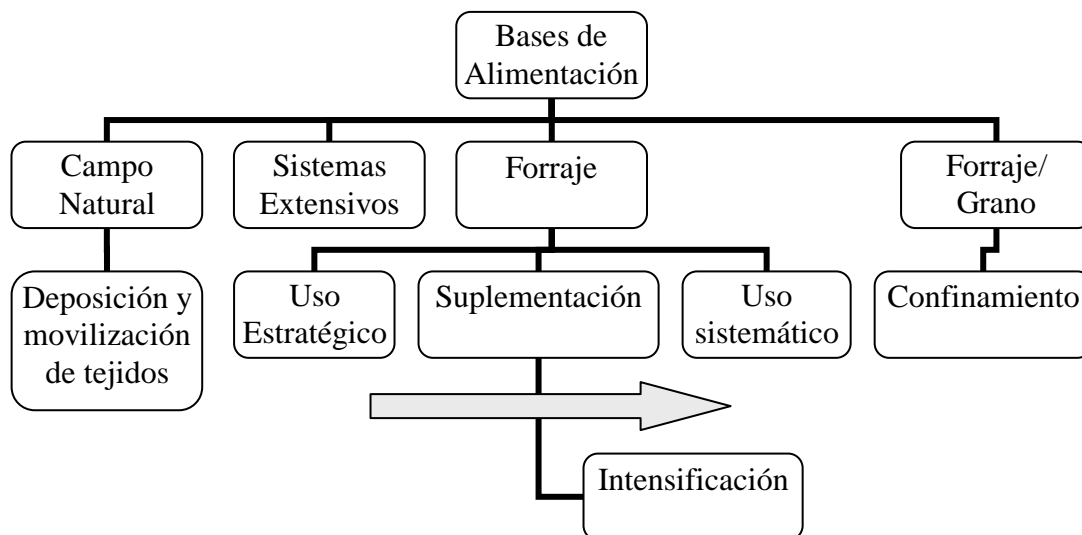 Bases de
Alimentación
Campo
Natural
Sistemas
Extensivos
Forraje
Forraje/
Grano
Deposición y
movilización
de tejidos
Uso
Estratégico
Suplementación
Uso
sistemático
Confinamiento
Intensificación